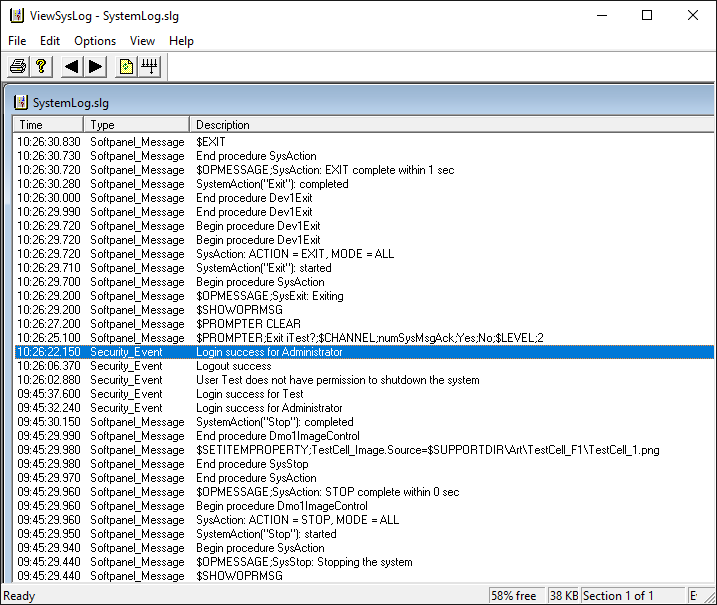 ViewSysLog - SystemLog.slg
File Edit Options View Help
SystemLog.slg
Time Type Description
10:26:30.830 Softpanel_Message $EXIT
10:26:30.730 Softpanel_Message End procedure SysAction
10:26:30.720 Softpanel_Message $OPMESSAGE;SysAction: EXIT complete within 1 sec
10:26:30.280 Softpanel_Message SystemAction("Exit"): completed
10:26:30.000 Softpanel_Message End procedure Dev1Exit
10:26:29.990 Softpanel_Message End procedure Dev1Exit
10:26:29.720 Softpanel_Message Begin procedure Dev1Exit
10:26:29.720 Softpanel_Message Begin procedure Dev1Exit
10:26:29.720 Softpanel_Message SysAction: ACTION = EXIT, MODE = ALL
10:26:29.710 Softpanel_Message SystemAction("Exit"): started
10:26:29.700 Softpanel_Message Begin procedure SysAction
10:26:29.200 Softpanel_Message $OPMESSAGE;SysExit: Exiting
10:26:29.200 Softpanel_Message $SHOWOPRMSG
10:26:27.200 Softpanel_Message $PROMPTER CLEAR
10:26:25.100 Softpanel_Message $PROMPTER;Exit iTest?;$CHANNEL;numSysMsgAck;Yes;No;$LEVEL;2
10:26:22.150 Security_Event Login success for Administrator
10:26:06.370 Security_Event Logout success
10:26:02.880 Security_Event User Test does not have permission to shutdown the system
09:45:37.600 Security_Event Login success for Test
09:45:32.240 Security_Event Login success for Administrator
09:45:30.150 Softpanel_Message SystemAction("Stop"): completed
09:45:29.990 Softpanel_Message End procedure Dmo1ImageControl
09:45:29.980 Softpanel_Message $SETITEMPROPERTY;TestCell_Image.Source=$SUPPORTDIR\Art\TestCell_F1\TestCell_1.png
09:45:29.980 Softpanel_Message End procedure SysStop
09:45:29.970 Softpanel_Message End procedure SysAction
09:45:29.960 Softpanel_Message $OPMESSAGE;SysAction: STOP complete within 0 sec
09:45:29.960 Softpanel_Message Begin procedure Dmo1ImageControl
09:45:29.960 Softpanel_Message SysAction: ACTION = STOP, MODE = ALL
09:45:29.950 Softpanel_Message SystemAction("Stop"): started
09:45:29.940 Softpanel_Message Begin procedure SysAction
09:45:29.440 Softpanel_Message $OPMESSAGE;SysStop: Stopping the system
09:45:29.440 Softpanel_Message $SHOWOPRMSG
Ready 58% free 38 KB Section 1 of 1